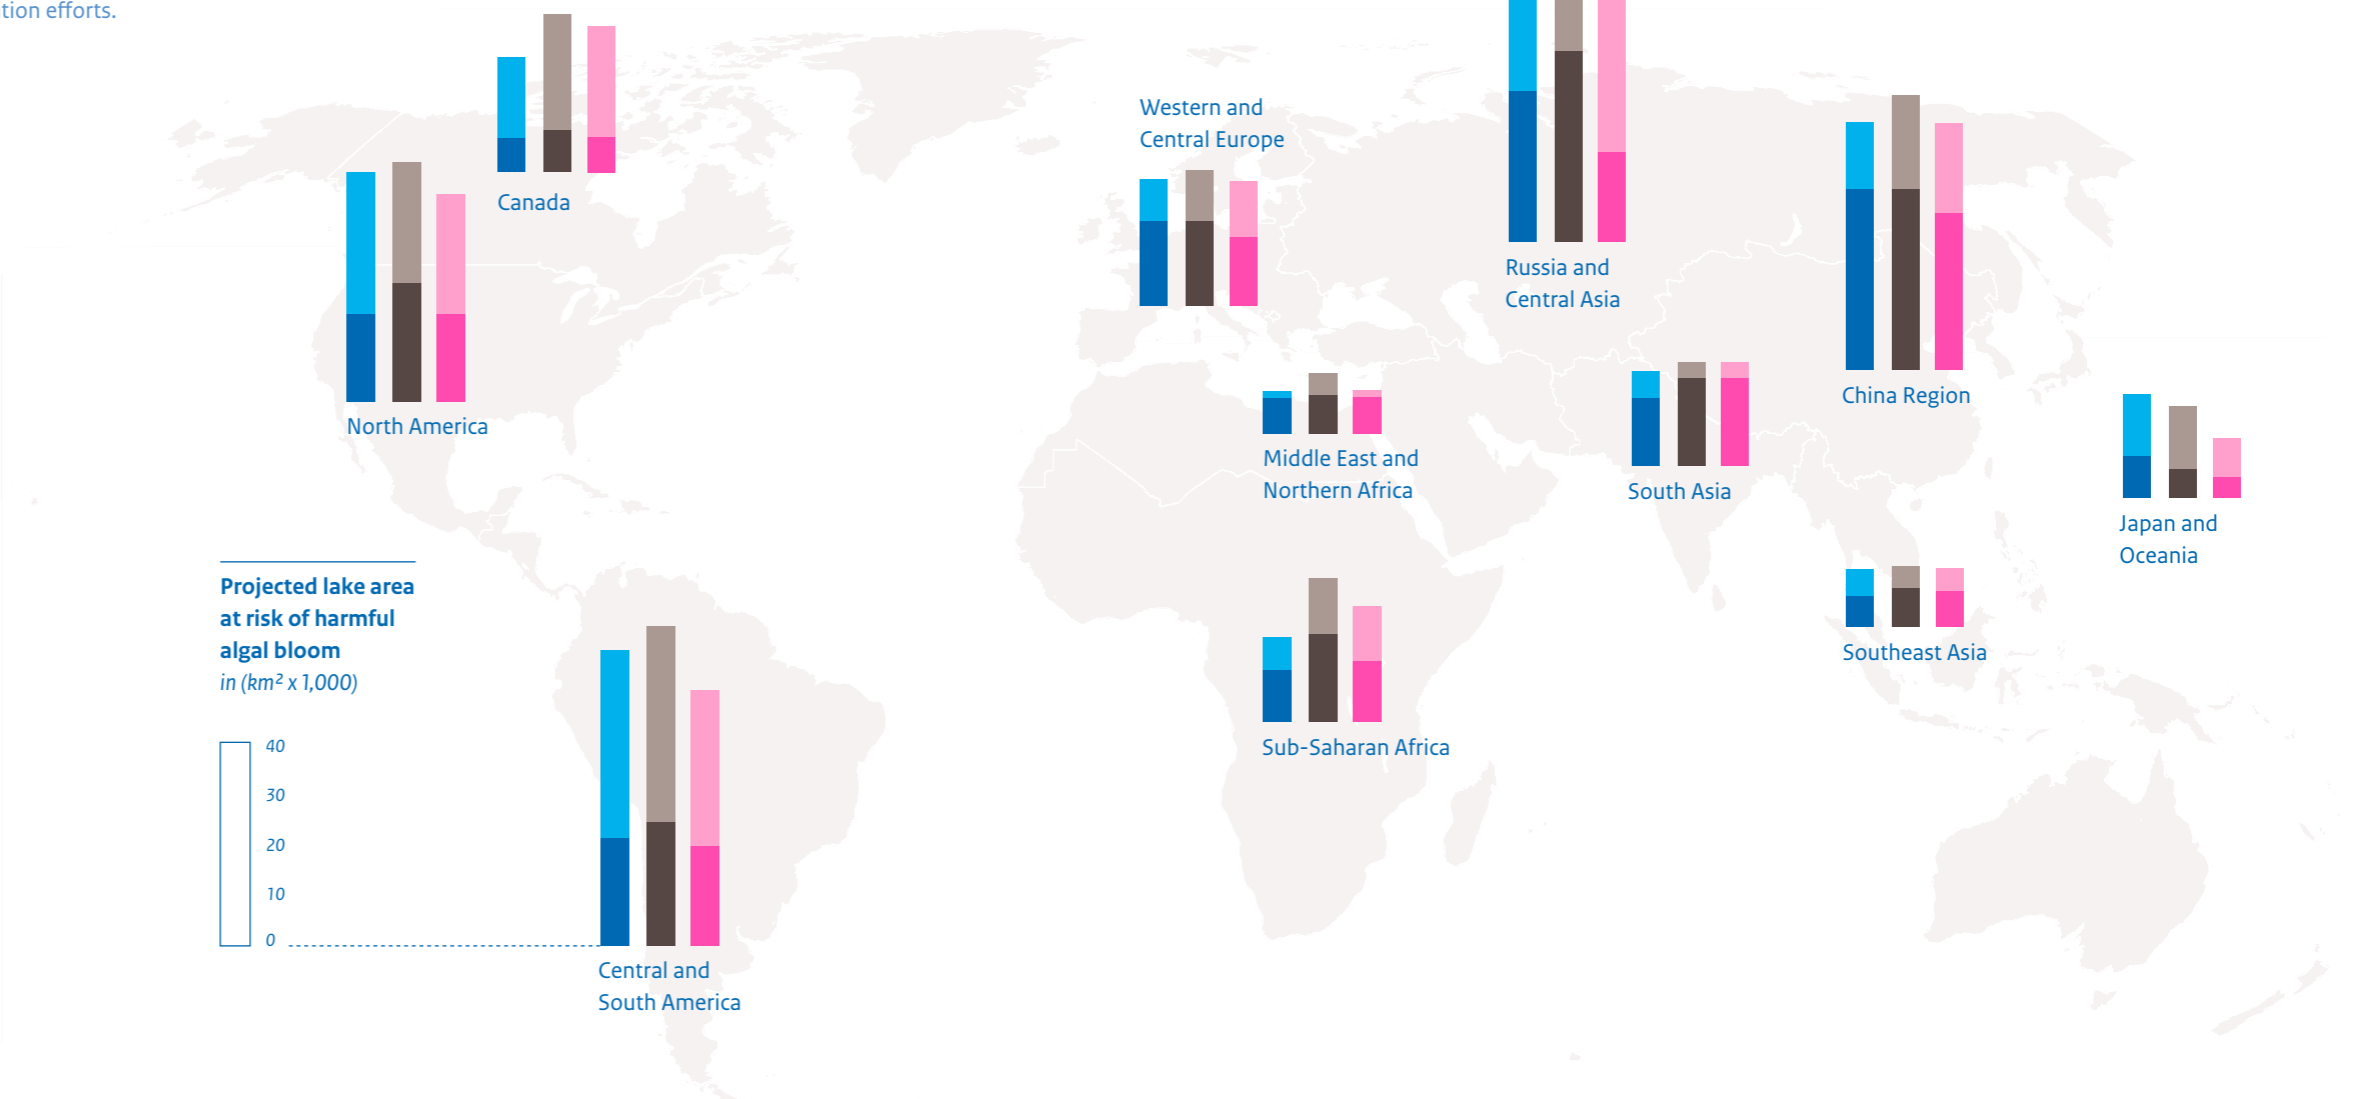 tion efforts.
Canada
North America
Western and
Central Europe
Russia and
Central Asia
China Region
Middle East and
Northern Africa
South Asia
Japan and
Oceania
Southeast Asia
Sub-Saharan Africa
Projected lake area
at risk of harmful
algal bloom
in (km² x 1,000)
40
30
20
10
0
Central and
South America